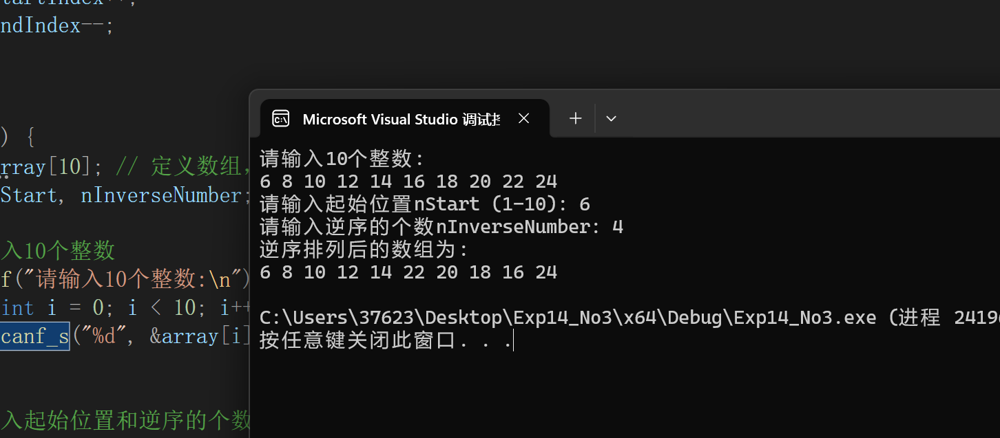 ndIndex--;
) {
rray[10]; // 定义数组,
Start, nInverseNumber;
入10个整数
f("请输入10个整数:\n")
int i = 0; i < 10; i++
canf_s("%d", &array[i]
入起始位置和逆序的个数
Microsoft Visual Studio 调试
请输入10个整数:
6 8 10 12 14 16 18 20 22 24
请输入起始位置nStart (1-10): 6
请输入逆序的个数nInverseNumber: 4
逆序排列后的数组为:
6 8 10 12 14 22 20 18 16 24
C:\Users\37623\Desktop\Exp14_No3\x64\Debug\Exp14_No3.exe (进程 2419
按任意键关闭此窗口. . .